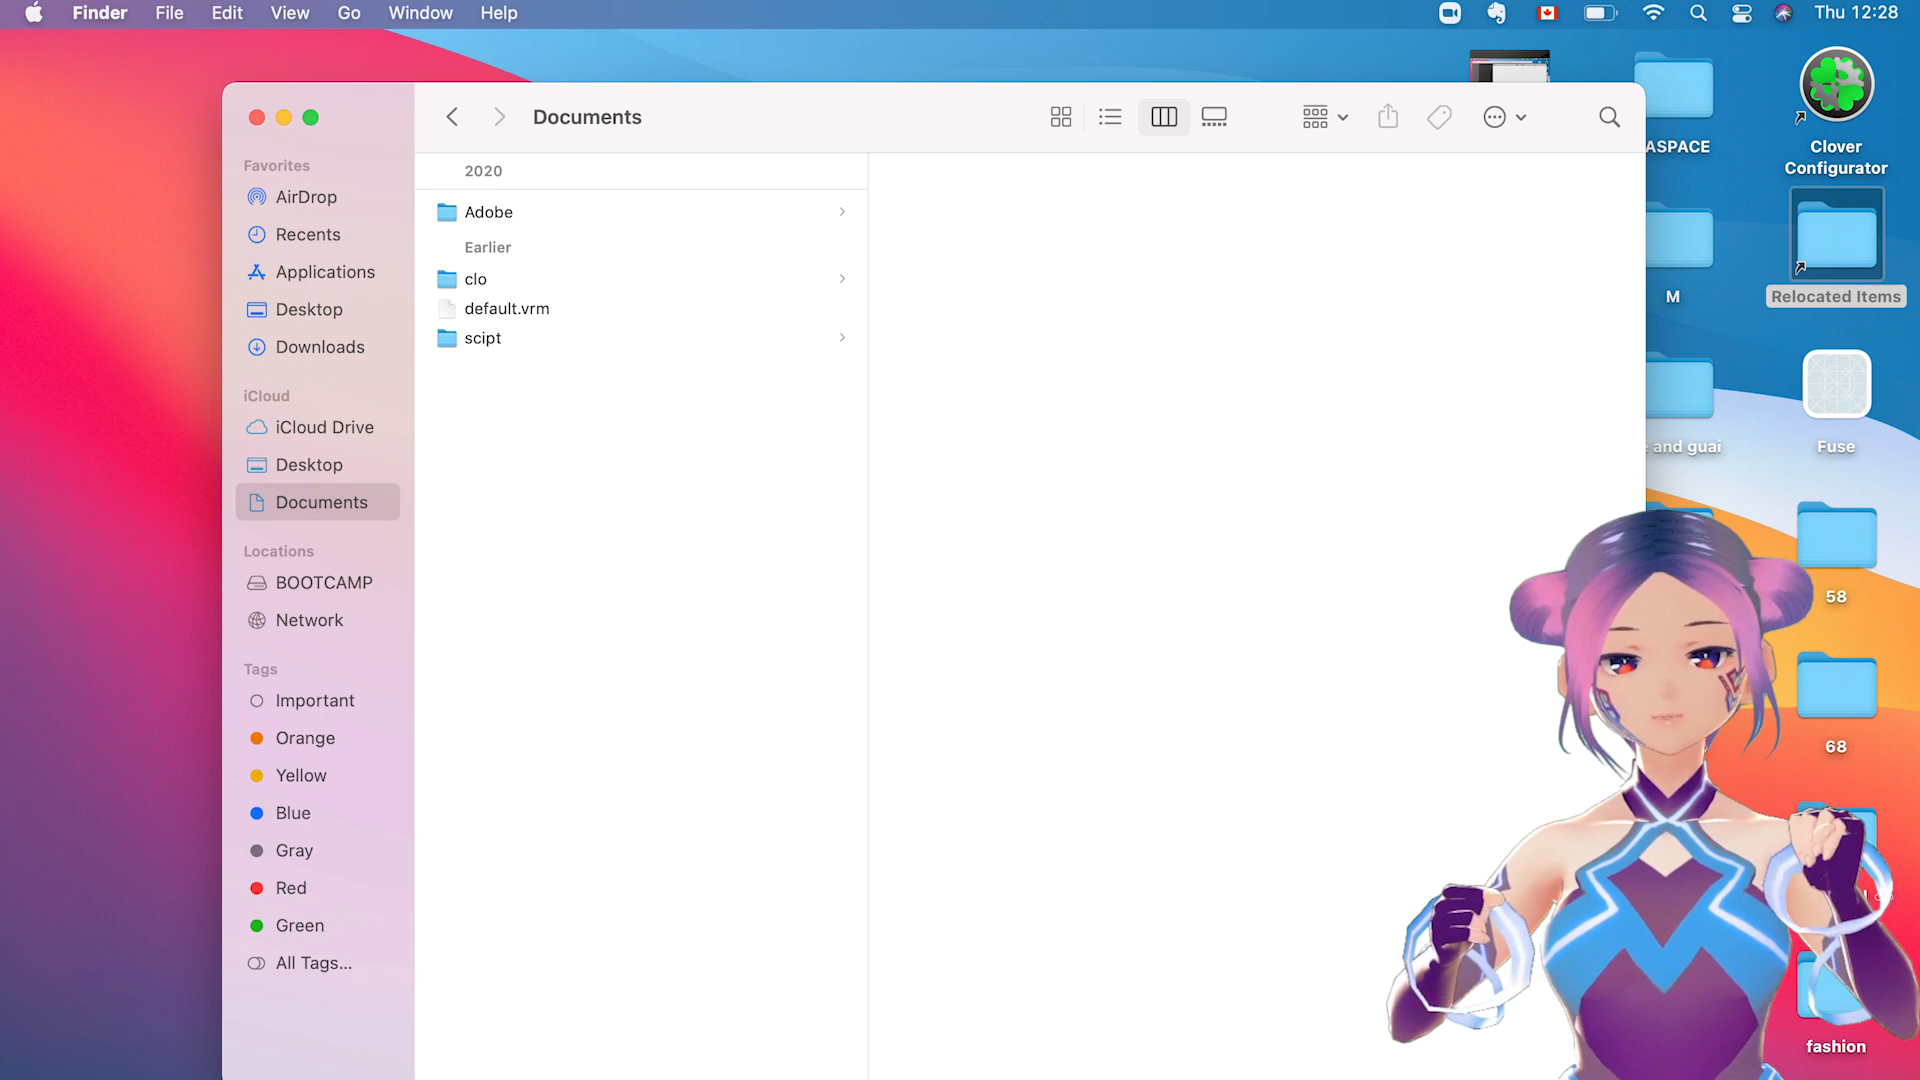 Finder File Edit View Go Window Help Thu 12:28
Documents
Favorites
AirDrop
Recents
Applications
Desktop
Downloads
iCloud
iCloud Drive
Desktop
Documents
Locations
BOOTCAMP
Network
Tags
Important
Orange
Yellow
Blue
Gray
Red
Green
All Tags...
2020
Adobe
Earlier
clo
default.vrm
scipt
ASPACE
Clover
Configurator
M
Relocated Items
and guai
Fuse
58
68
fashion